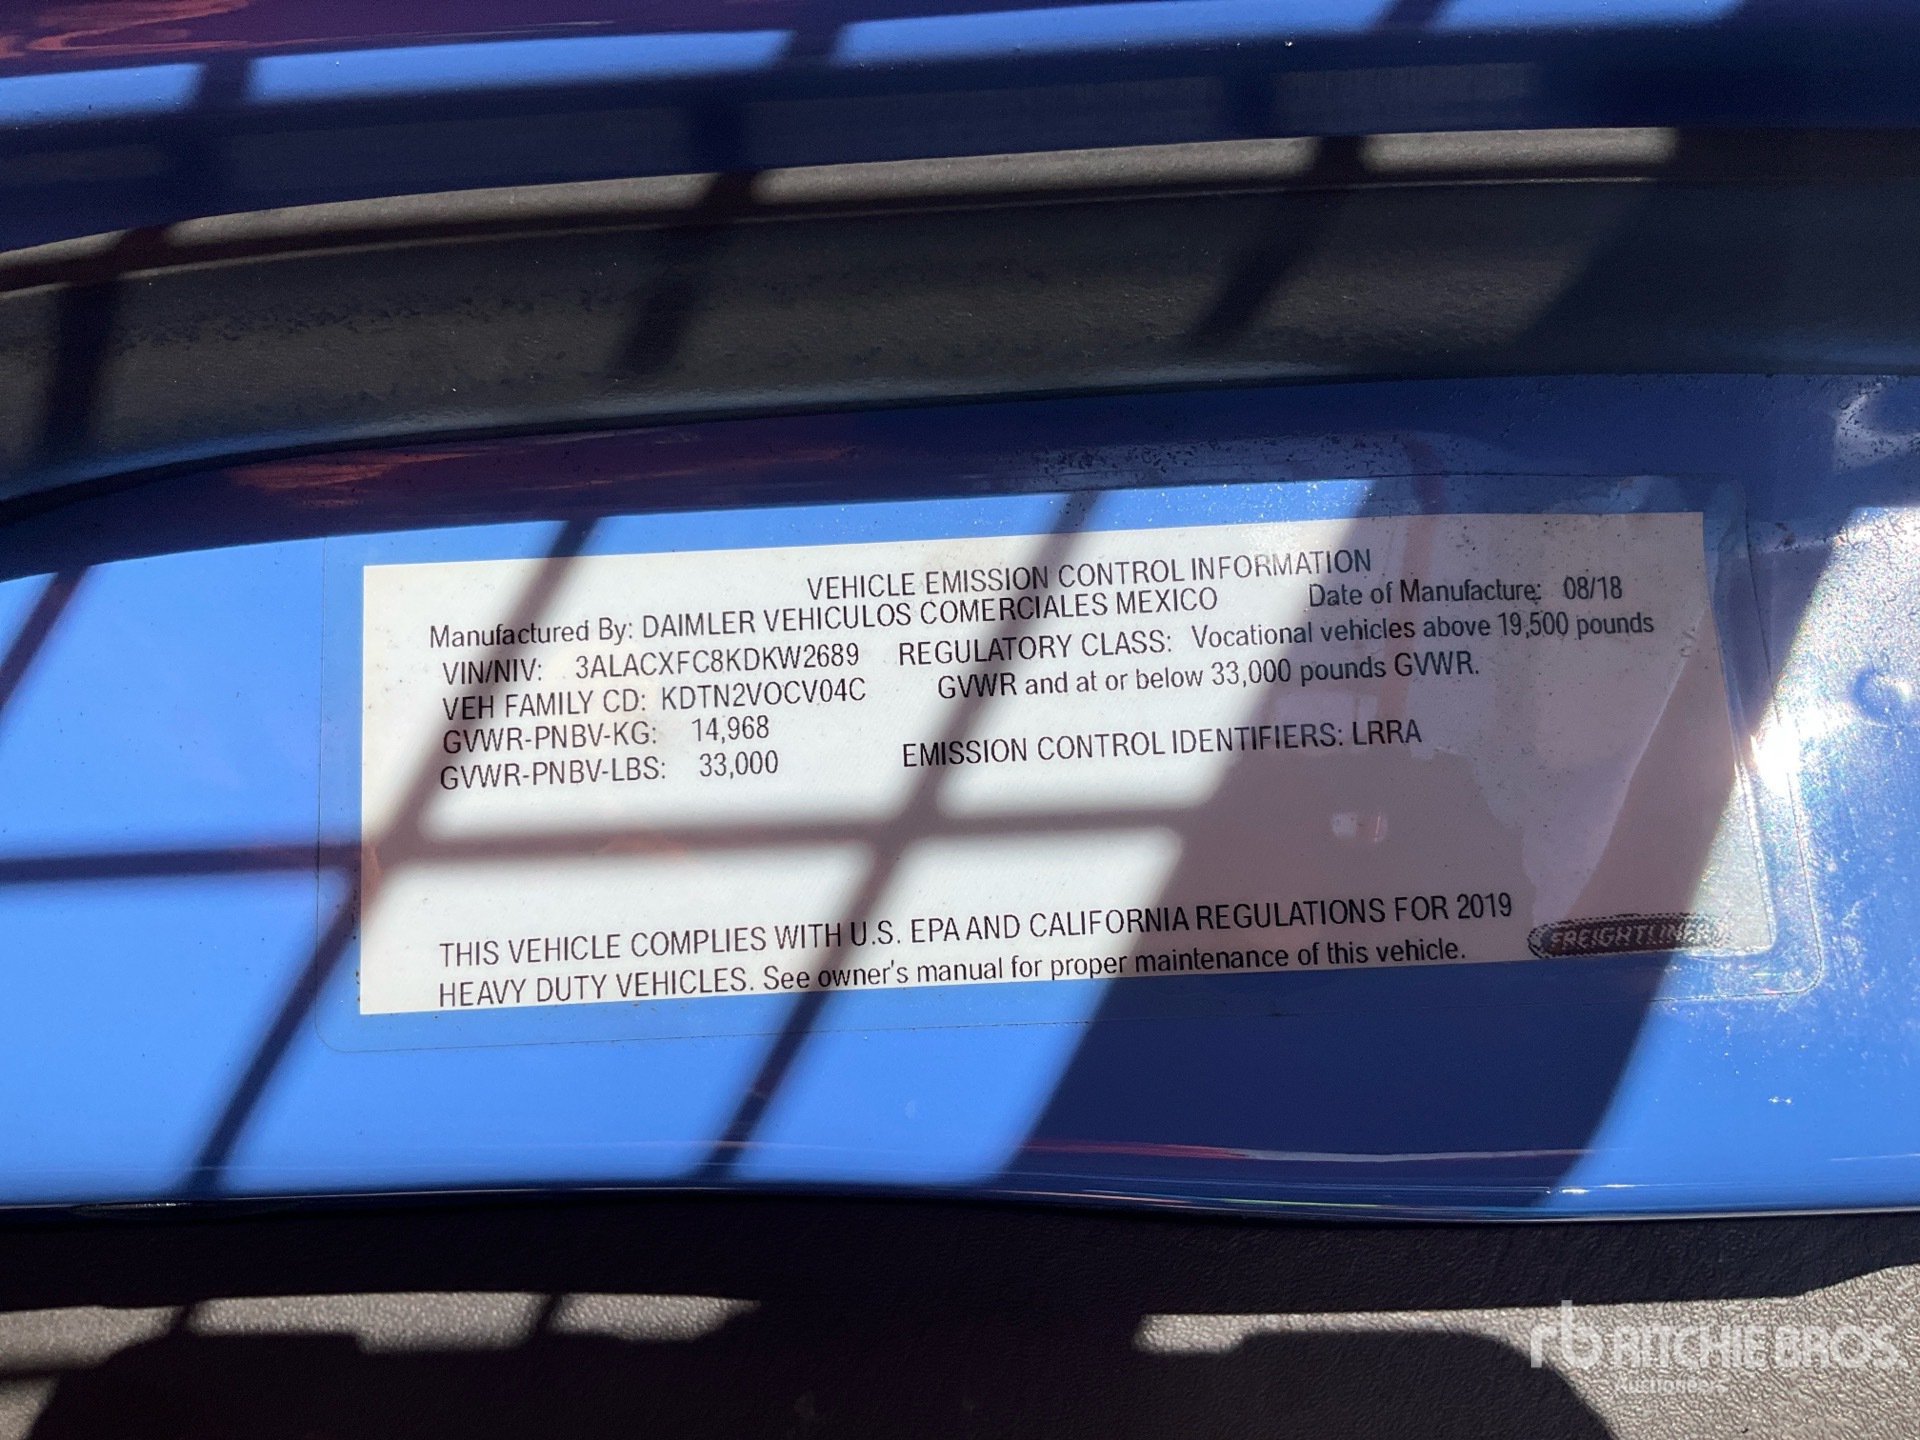 VEHICLE EMISSION CONTROL INFORMATION
Manufactured By: DAIMLER VEHICULOS COMERCIALES MEXICO Date of Manufacture: 08/18
VIN/NIV: 3ALACXFC8KDKW2689 REGULATORY CLASS: Vocational vehicles above 19,500 pounds
VEH FAMILY CD: KDTN2VOCV04C GVWR and at or below 33,000 pounds GVWR.
GVWR-PNBV-KG: 14,968
GVWR-PNBV-LBS: 33,000 EMISSION CONTROL IDENTIFIERS: LRRA
THIS VEHICLE COMPLIES WITH U.S. EPA AND CALIFORNIA REGULATIONS FOR 2019
HEAVY DUTY VEHICLES. See owner's manual for proper maintenance of this vehicle.
FREIGHTLINER
rb RITCHIE BROS.
Auctioneers